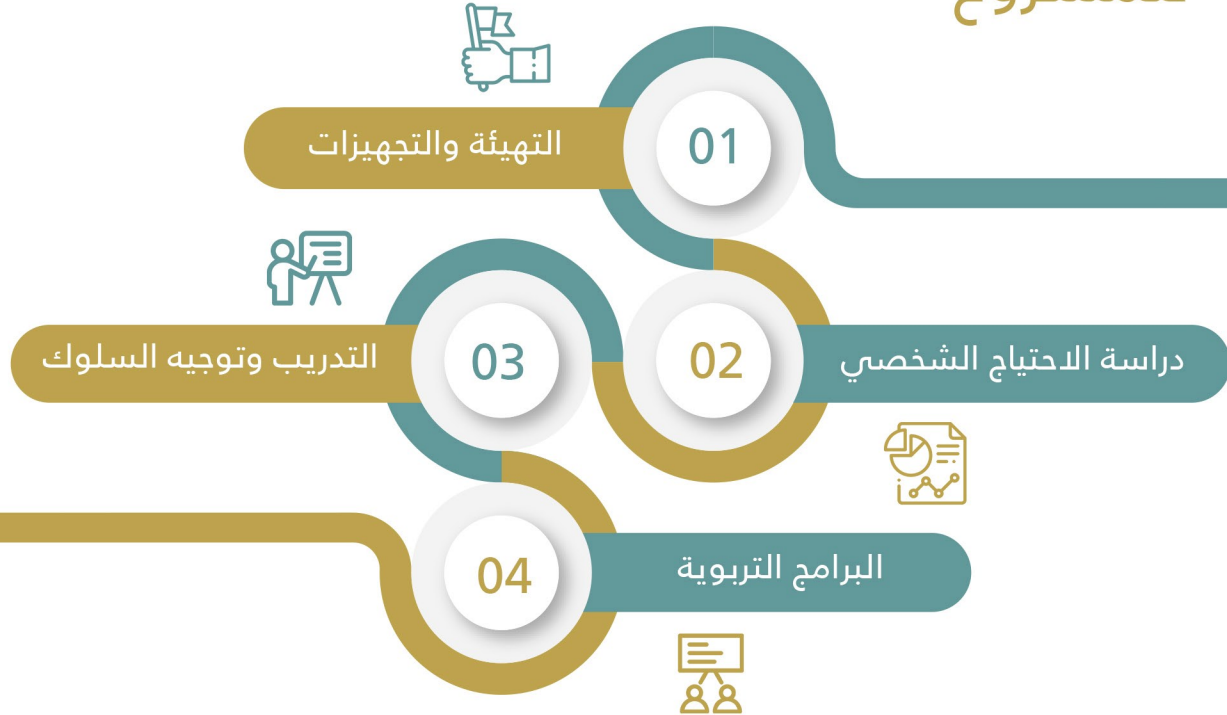 01
التهيئة والتجهيزات
02
دراسة الاحتياج الشخصي
03
التدريب وتوجيه السلوك
04
البرامج التربوية